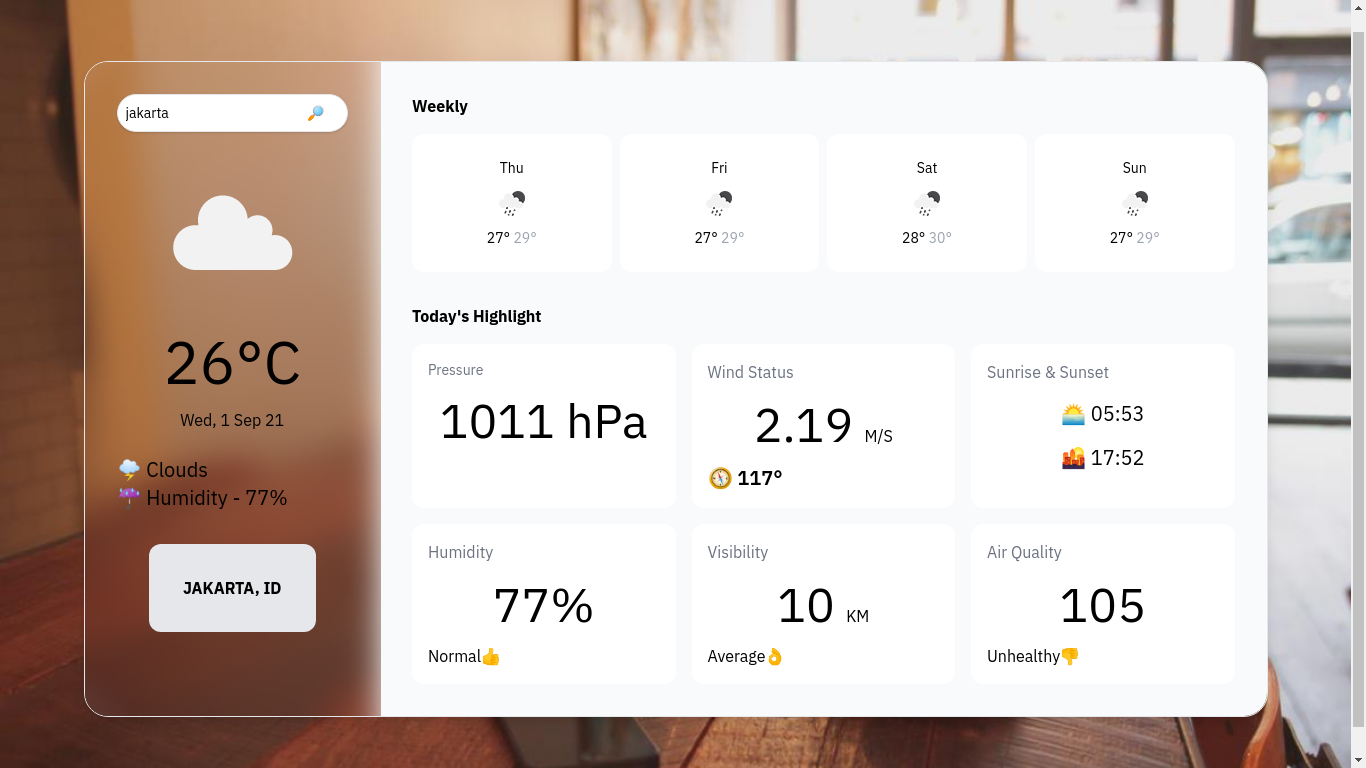 jakarta
26°C
Wed, 1 Sep 21
Clouds
Humidity - 77%
JAKARTA, ID
Weekly
Thu
27° 29°
Fri
27° 29°
Sat
28° 30°
Sun
27° 29°
Today's Highlight
Pressure
1011 hPa
Wind Status
2.19 M/S
117°
Sunrise & Sunset
05:53
17:52
Humidity
77%
Normal
Visibility
10 KM
Average
Air Quality
105
Unhealthy